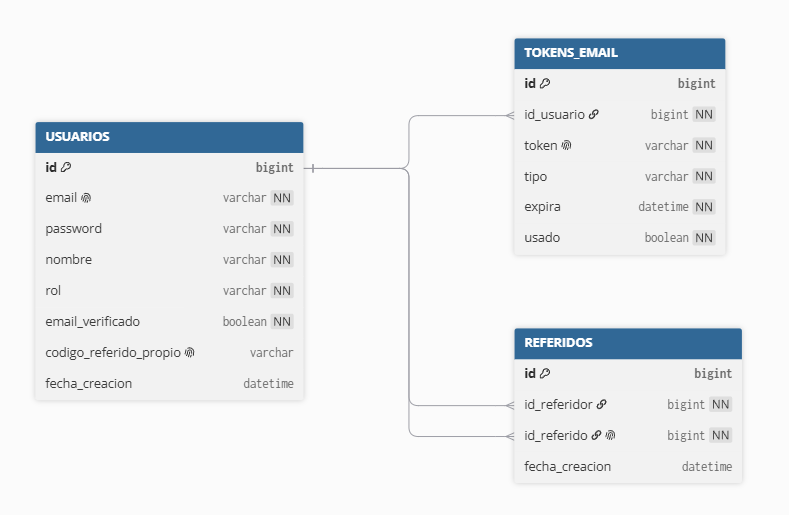 USUARIOS
id bigint
email varchar NN
password varchar NN
nombre varchar NN
rol varchar NN
email_verificado boolean NN
codigo_referido_propio varchar
fecha_creacion datetime
TOKENS_EMAIL
id bigint
id_usuario bigint NN
token varchar NN
tipo varchar NN
expira datetime NN
usado boolean NN
REFERIDOS
id bigint
id_referidor bigint NN
id_referido bigint NN
fecha_creacion datetime